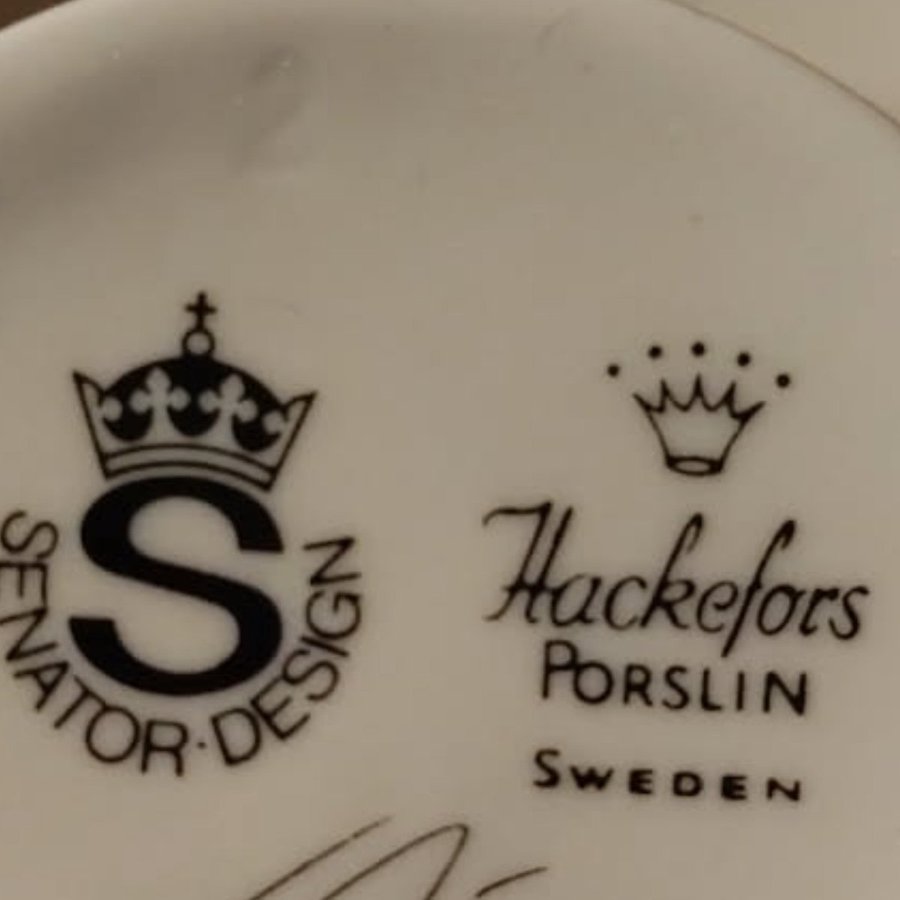 S
SENATOR·DESIGN
Hackefors
PORSLIN
SWEDEN